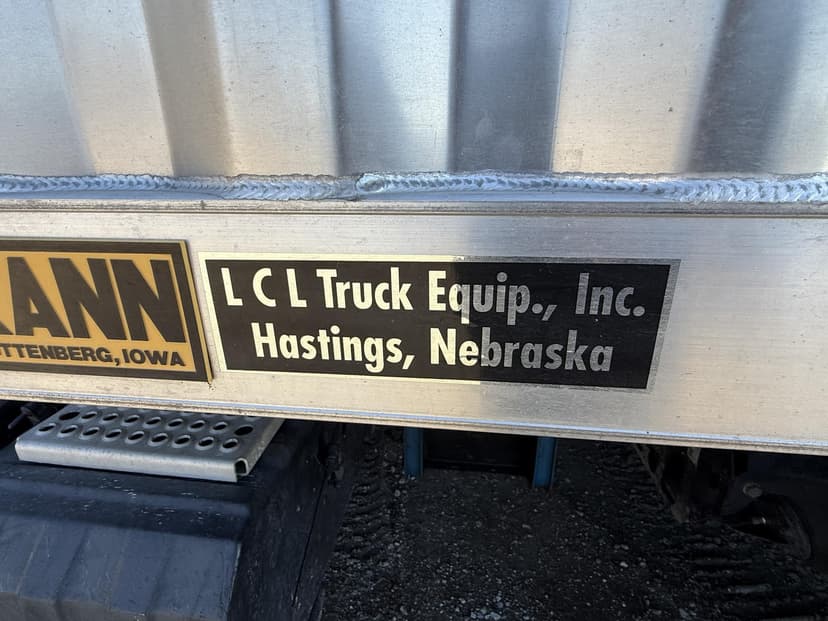 ANN
TTENBERG, IOWA
L C L Truck Equip., Inc.
Hastings, Nebraska